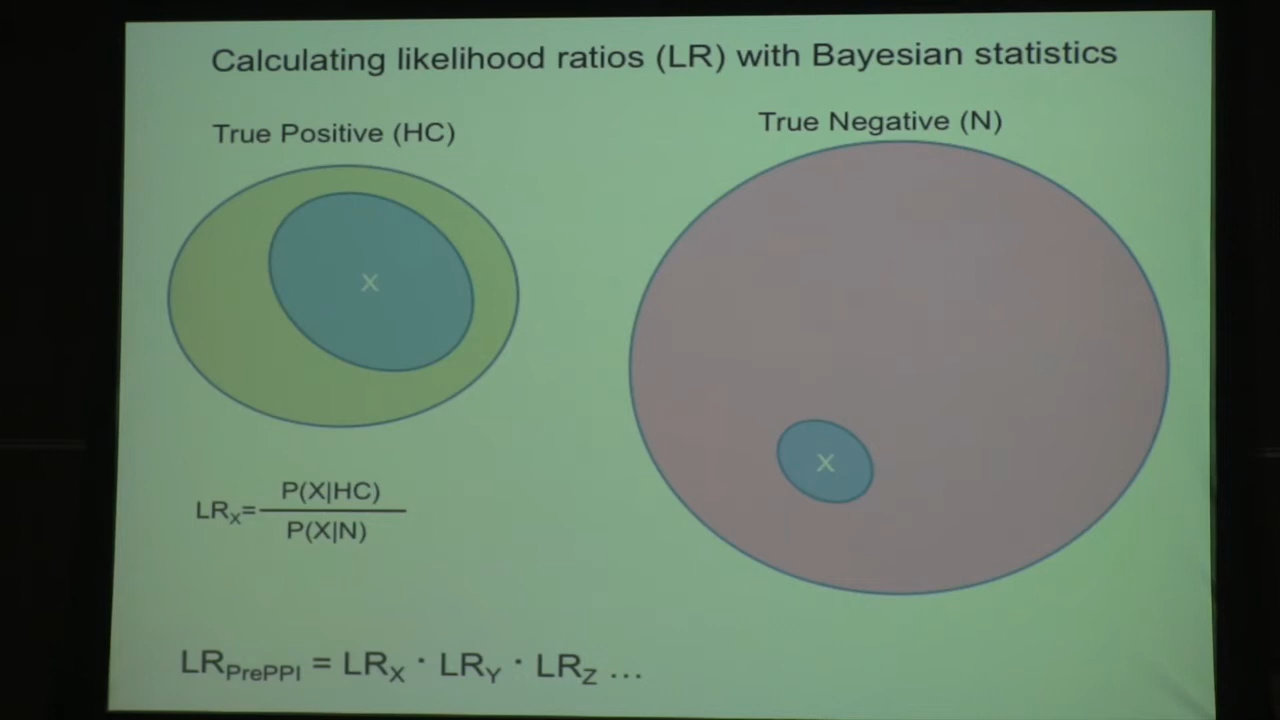 Calculating likelihood ratios (LR) with Bayesian statistics
True Positive (HC)
True Negative (N)
X
X
LRx= P(X|HC)
P(X|N)
LRPrePPI = LRX · LRY · LRZ ...